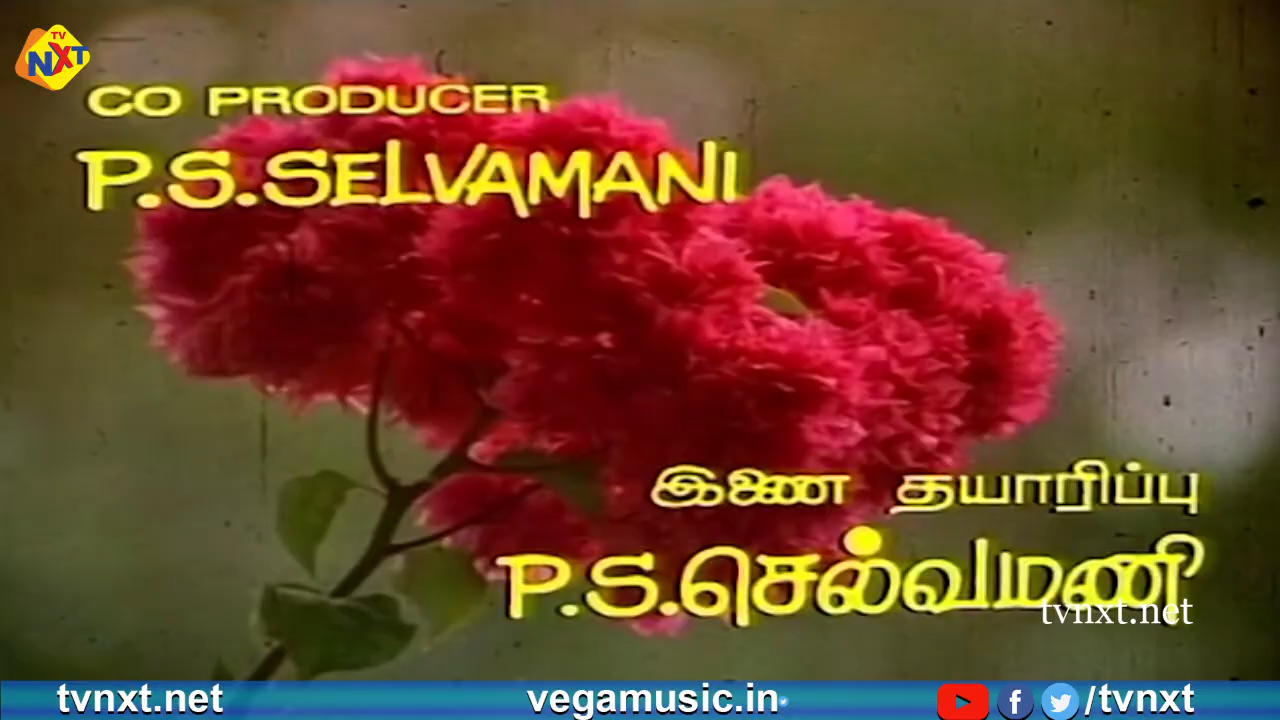 TV
NXT
CO PRODUCER
P.S.SELVAMANI
இணை தயாரிப்பு
P.S.செல்வமணி
tvnxt.net
tvnxt.net
vegamusic.in
/tvnxt